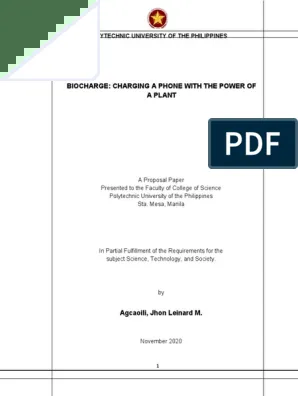 LYTECHNIC UNIVERSITY OF THE PHILIPPINES
BIOCHARGE: CHARGING A PHONE WITH THE POWER OF
A PLANT
PDF
A Proposal Paper
Presented to the Faculty of College of Science
Polytechnic University of the Philippines
Sta. Mesa, Manila
In Partial Fulfillment of the Requirements for the
subject Science, Technology, and Society.
by
Agcaoili, Jhon Leinard M.
November 2020
1